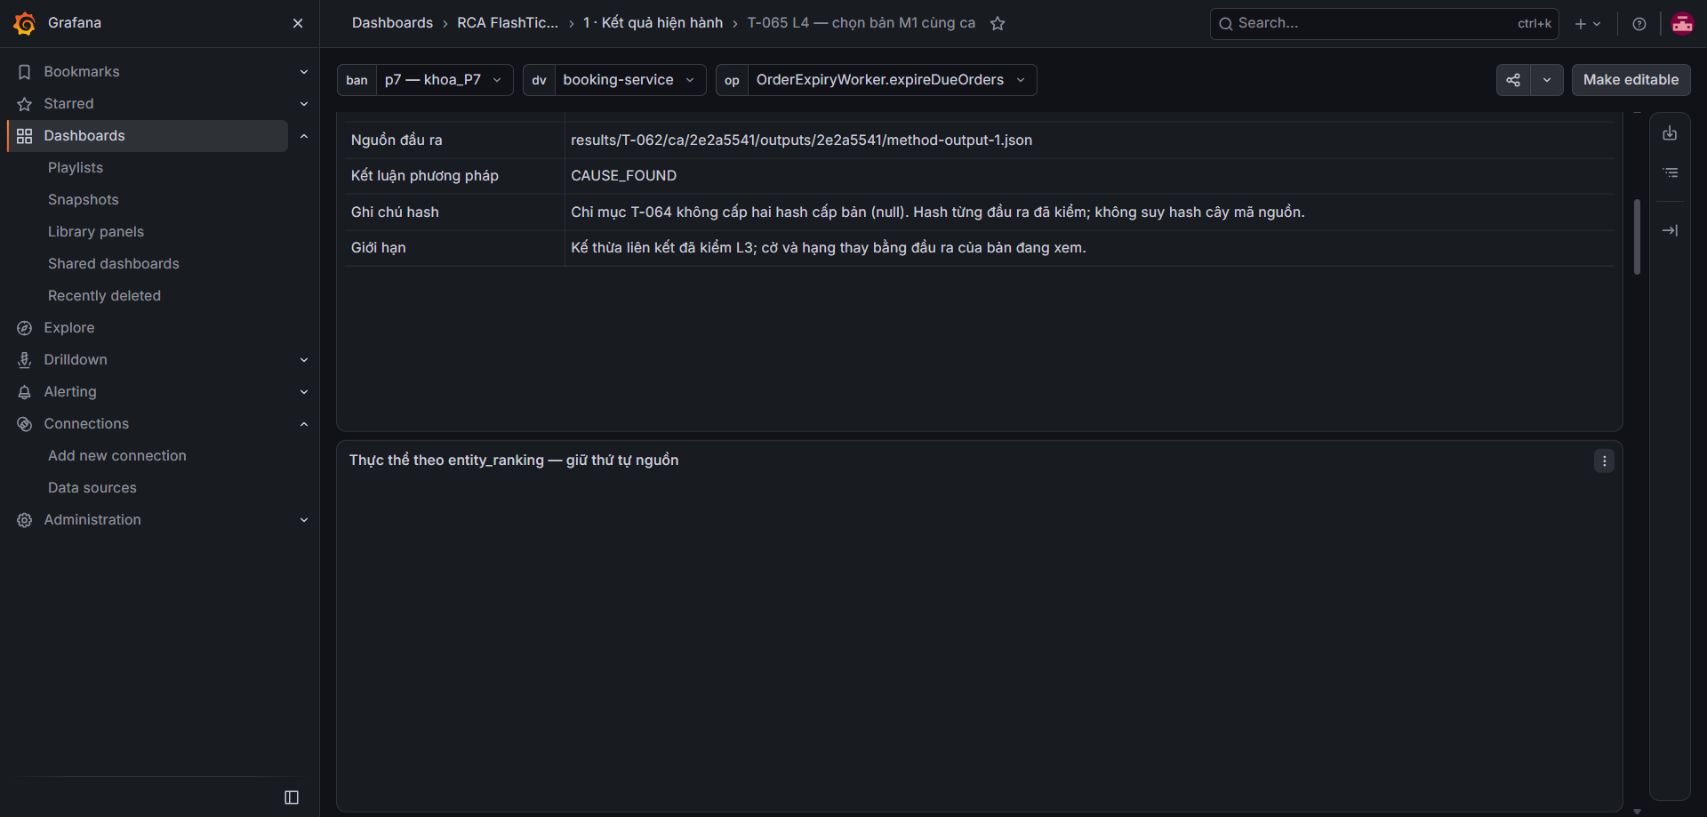 Grafana
Dashboards › RCA FlashTic... › 1 · Kết quả hiện hành › T-065 L4 — chọn bản M1 cùng ca
Search... ctrl+k
Bookmarks
Starred
Dashboards
Playlists
Snapshots
Library panels
Shared dashboards
Recently deleted
Explore
Drilldown
Alerting
Connections
Add new connection
Data sources
Administration
ban p7 — khoa_P7 dv booking-service op OrderExpiryWorker.expireDueOrders
Make editable
Nguồn đầu ra results/T-062/ca/2e2a5541/outputs/2e2a5541/method-output-1.json
Kết luận phương pháp CAUSE_FOUND
Ghi chú hash Chỉ mục T-064 không cấp hai hash cấp bản (null). Hash từng đầu ra đã kiểm; không suy hash cây mã nguồn.
Giới hạn Kế thừa liên kết đã kiểm L3; cờ và hạng thay bằng đầu ra của bản đang xem.
Thực thể theo entity_ranking — giữ thứ tự nguồn